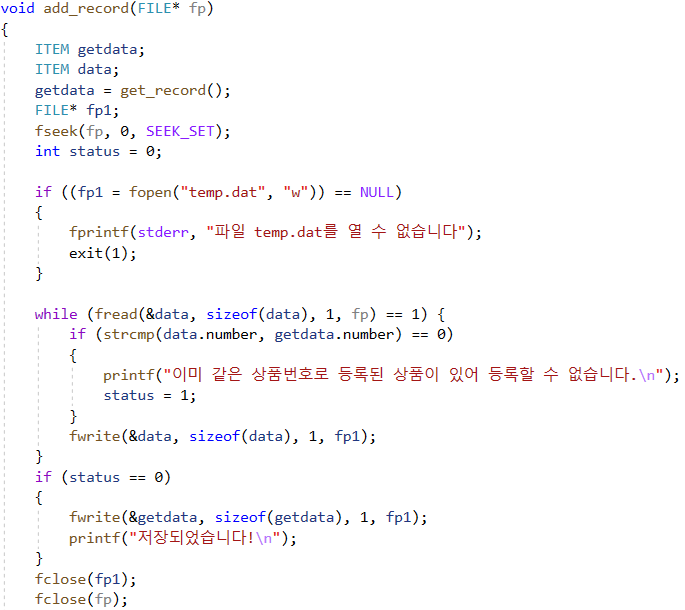 void add_record(FILE* fp)
{
    ITEM getdata;
    ITEM data;
    getdata = get_record();
    FILE* fp1;
    fseek(fp, 0, SEEK_SET);
    int status = 0;

    if ((fp1 = fopen("temp.dat", "w")) == NULL)
    {
        fprintf(stderr, "파일 temp.dat를 열 수 없습니다");
        exit(1);
    }

    while (fread(&data, sizeof(data), 1, fp) == 1) {
        if (strcmp(data.number, getdata.number) == 0)
        {
            printf("이미 같은 상품번호로 등록된 상품이 있어 등록할 수 없습니다.\n");
            status = 1;
        }
        fwrite(&data, sizeof(data), 1, fp1);
    }
    if (status == 0)
    {
        fwrite(&getdata, sizeof(getdata), 1, fp1);
        printf("저장되었습니다!\n");
    }
    fclose(fp1);
    fclose(fp);